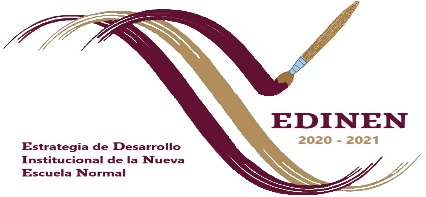 EDINEN
2020 - 2021
Estrategia de Desarrollo
Institucional de la Nueva
Escuela Normal